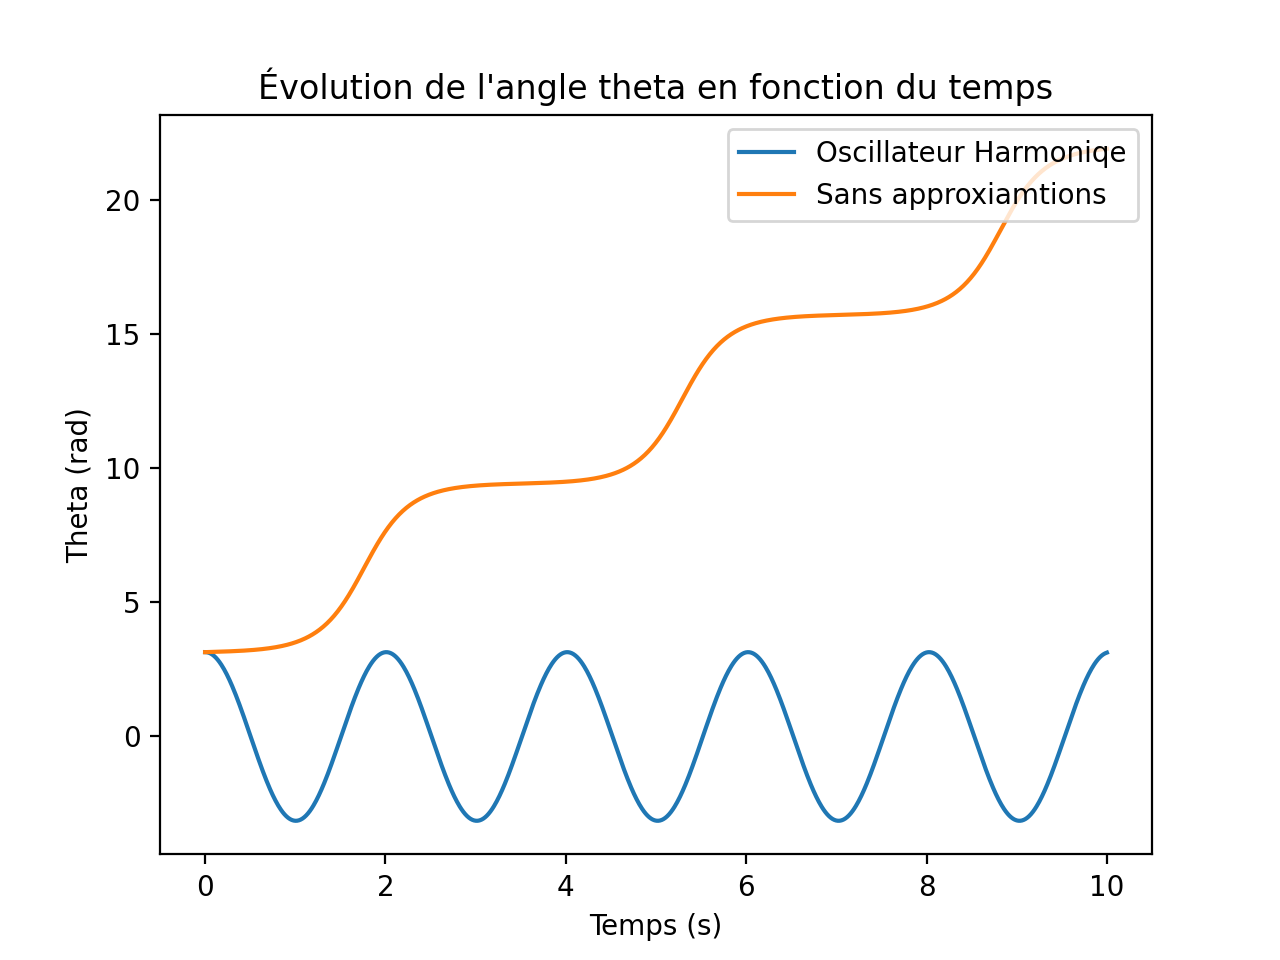 Évolution de l'angle theta en fonction du temps
Oscillateur Harmoniqe
Sans approxiamtions
20
15
10
5
0
Theta (rad)
0 2 4 6 8 10
Temps (s)